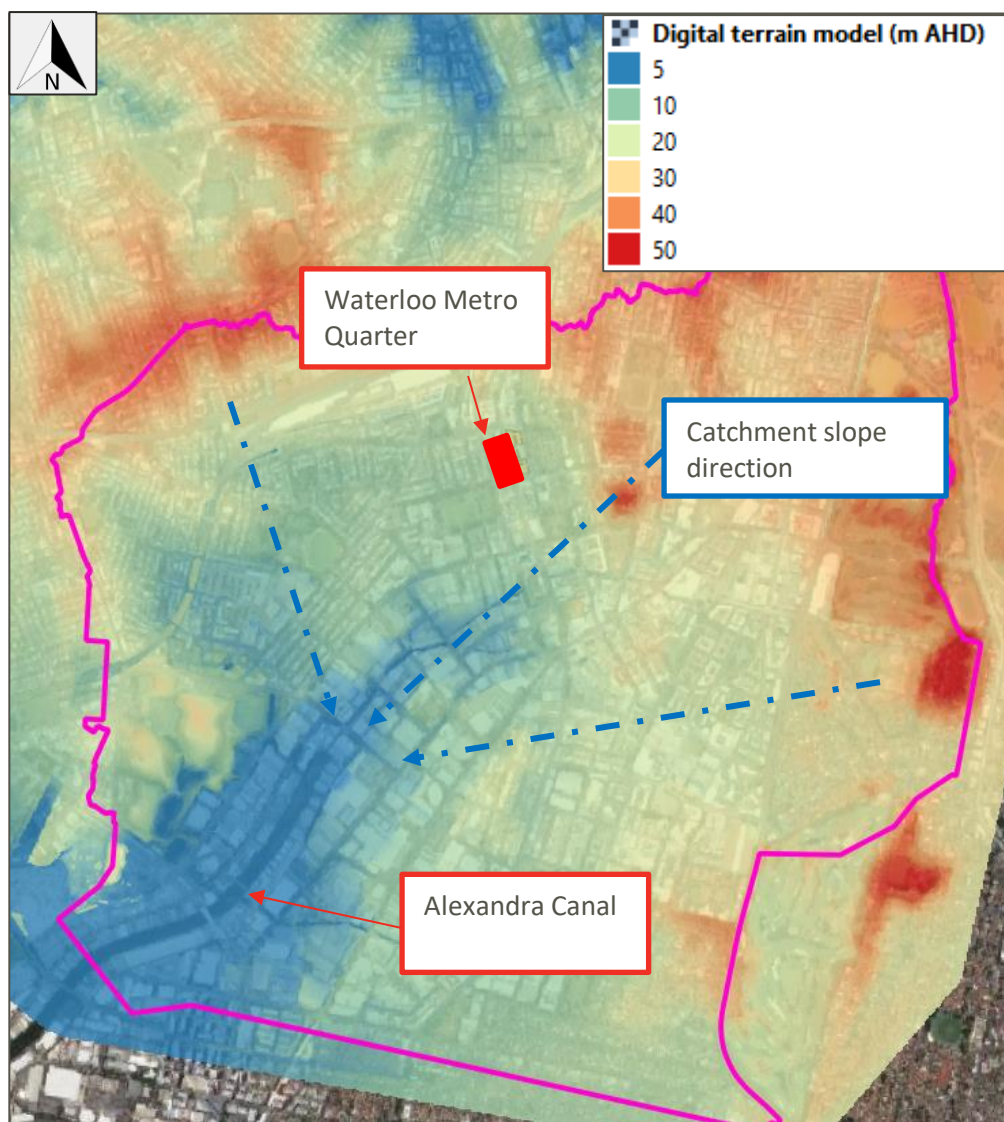 N
Digital terrain model (m AHD)
5
10
20
30
40
50
Waterloo Metro
Quarter
Catchment slope
direction
Alexandra Canal